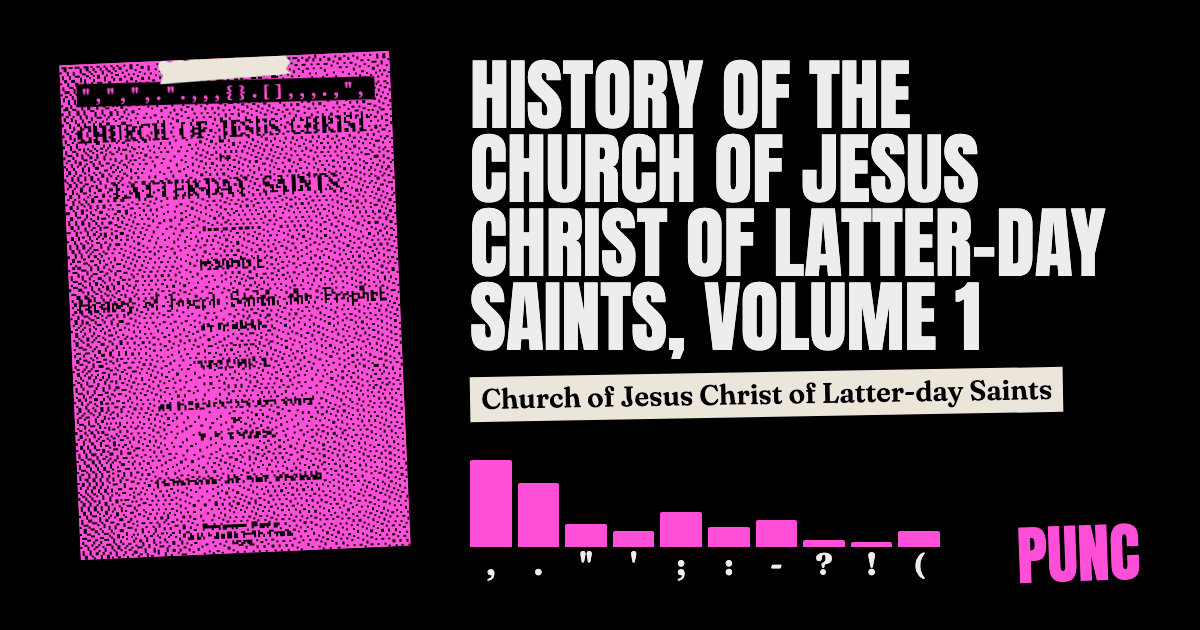 ",",",.".,,,{}.[],,,.,",
CHURCH OF JESUS CHRIST
LATTER-DAY SAINTS.
History of Joseph Smith, the Prophet
HISTORY OF THE
CHURCH OF JESUS
CHRIST OF LATTER-DAY
SAINTS, VOLUME 1
Church of Jesus Christ of Latter-day Saints
, . " ' ; : - ? ! (
PUNC